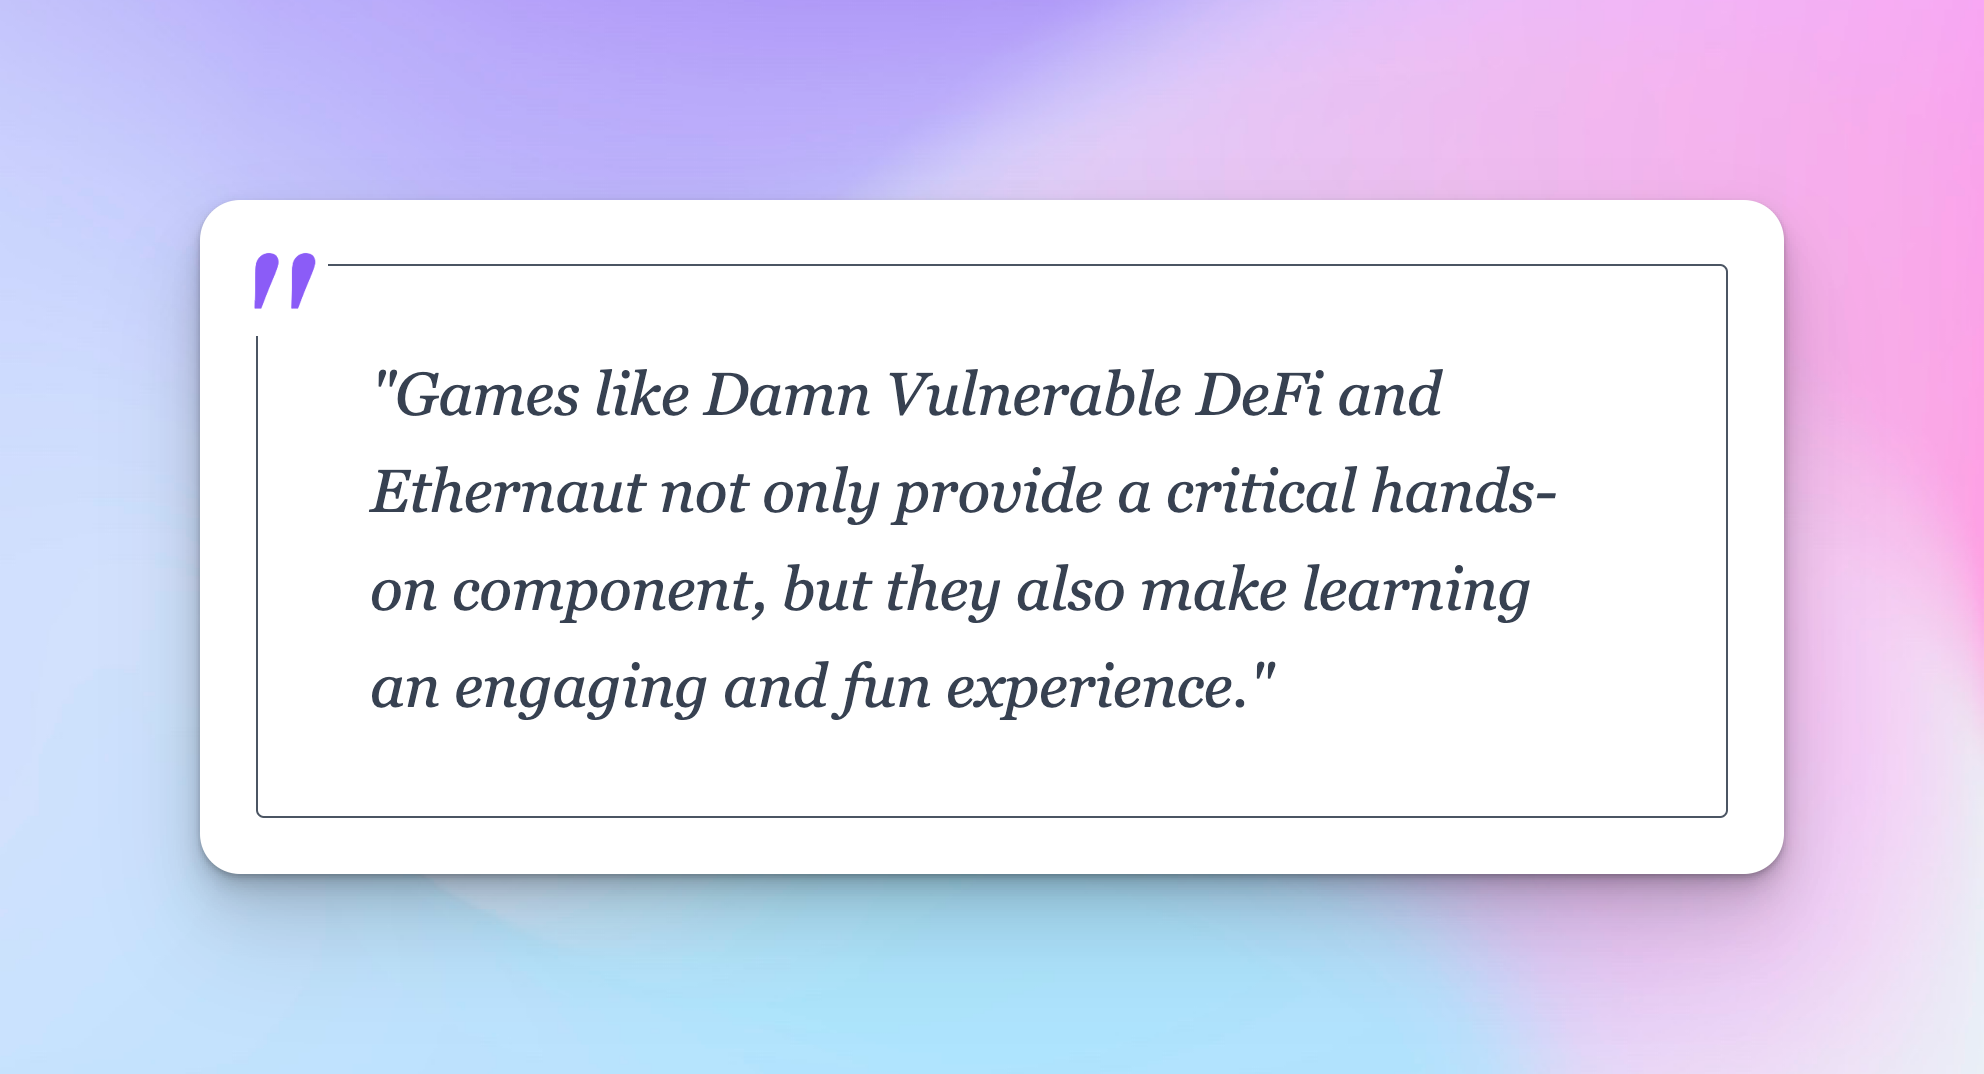 "
"Games like Damn Vulnerable DeFi and
Ethernaut not only provide a critical hands-
on component, but they also make learning
an engaging and fun experience."